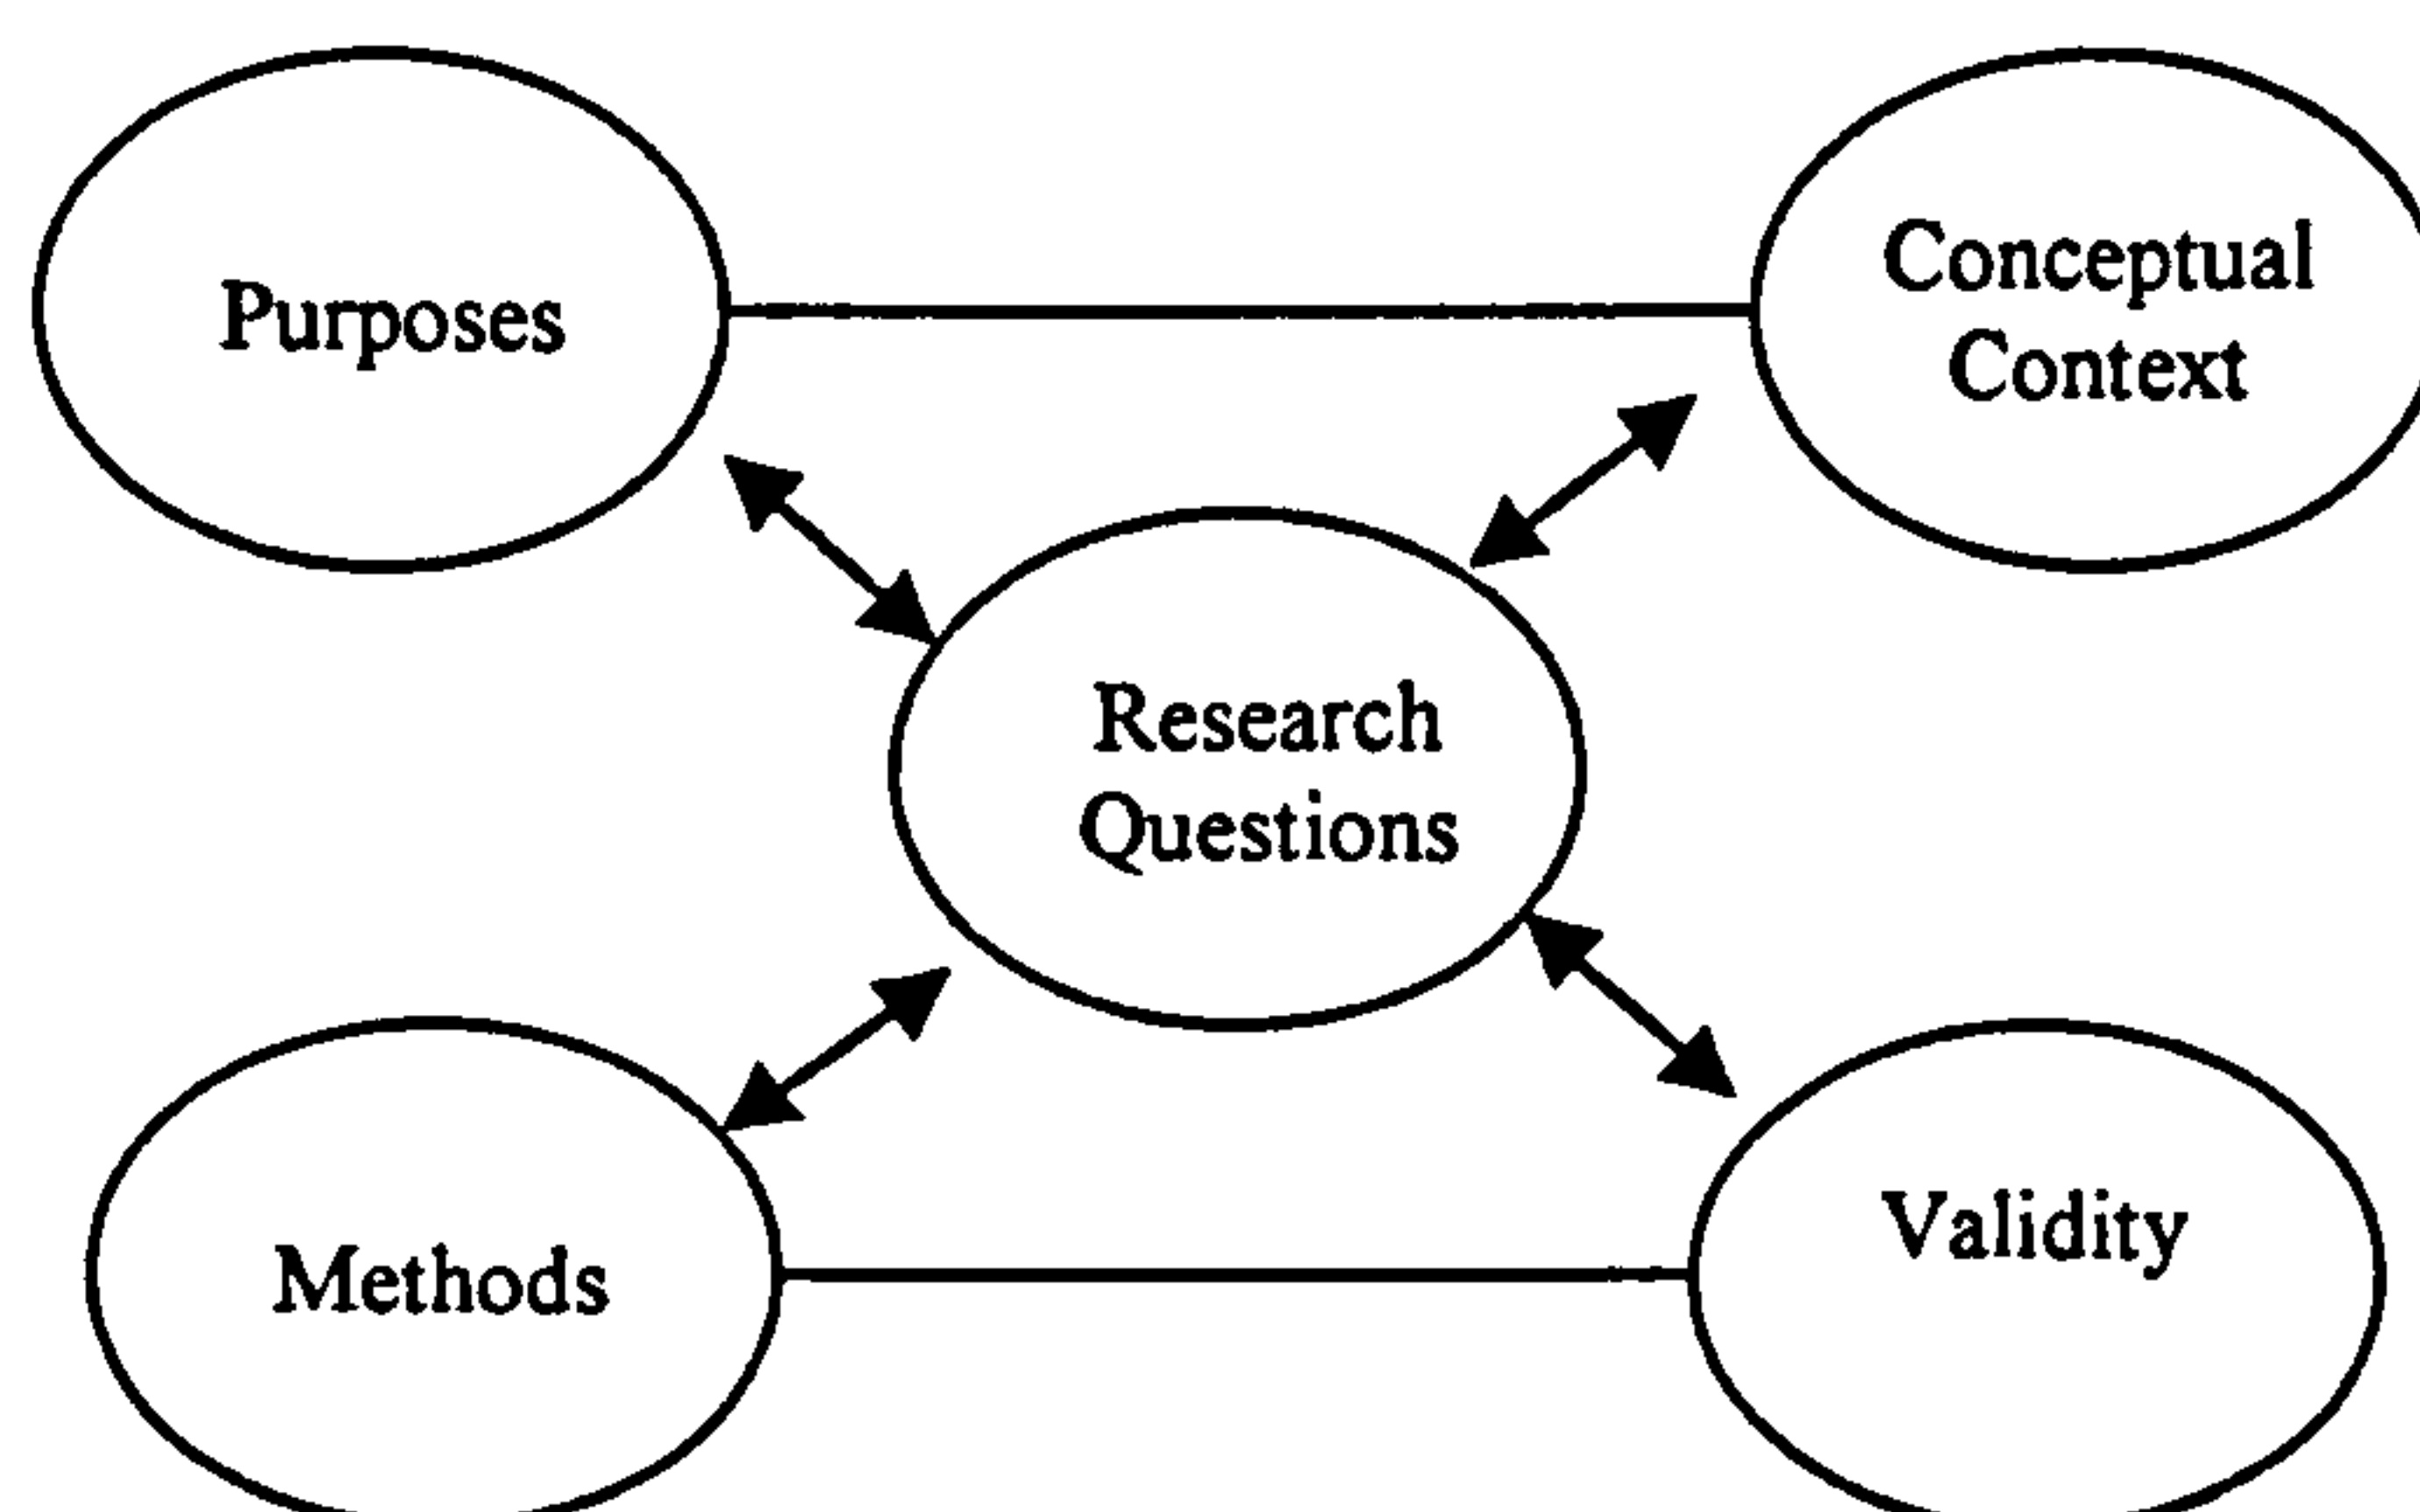 Purposes
Conceptual
Context
Research
Questions
Methods
Validity